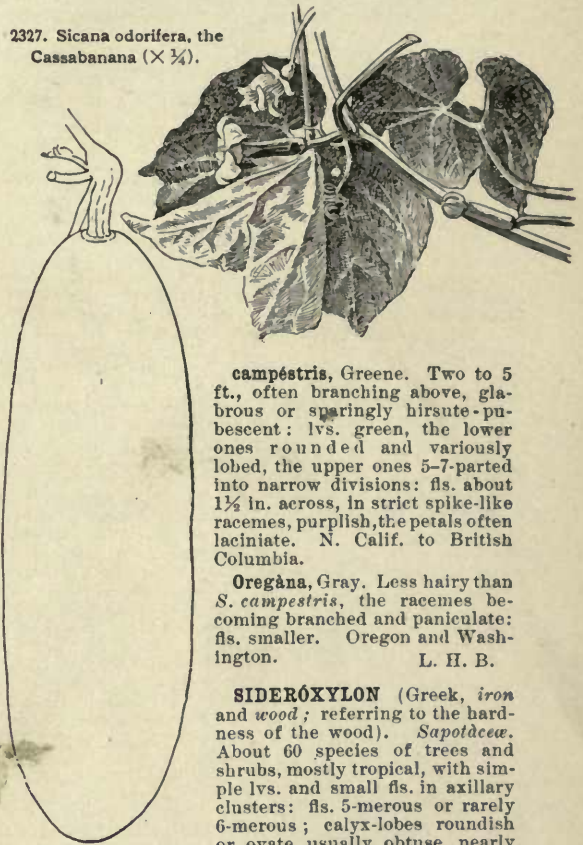 2327. Sicana odorifera, the
Cassabanana (X ¼).
campéstris, Greene. Two to 5
ft., often branching above, gla-
brous or sparingly hirsute-pu-
bescent: lvs. green, the lower
ones rounded and variously
lobed, the upper ones 5-7-parted
into narrow divisions: fls. about
1½ in. across, in strict spike-like
racemes, purplish, the petals often
laciniate. N. Calif. to British
Columbia.
Oregàna, Gray. Less hairy than
S. campestris, the racemes be-
coming branched and paniculate:
fls. smaller. Oregon and Wash-
ington. L. H. B.
SIDERÓXYLON (Greek, iron
and wood; referring to the hard-
ness of the wood). Sapotàceæ.
About 60 species of trees and
shrubs, mostly tropical, with sim-
ple lvs. and small fls. in axillary
clusters: fls. 5-merous or rarely
6-merous; calyx-lobes roundish
or ovate, usually obtuse, nearly